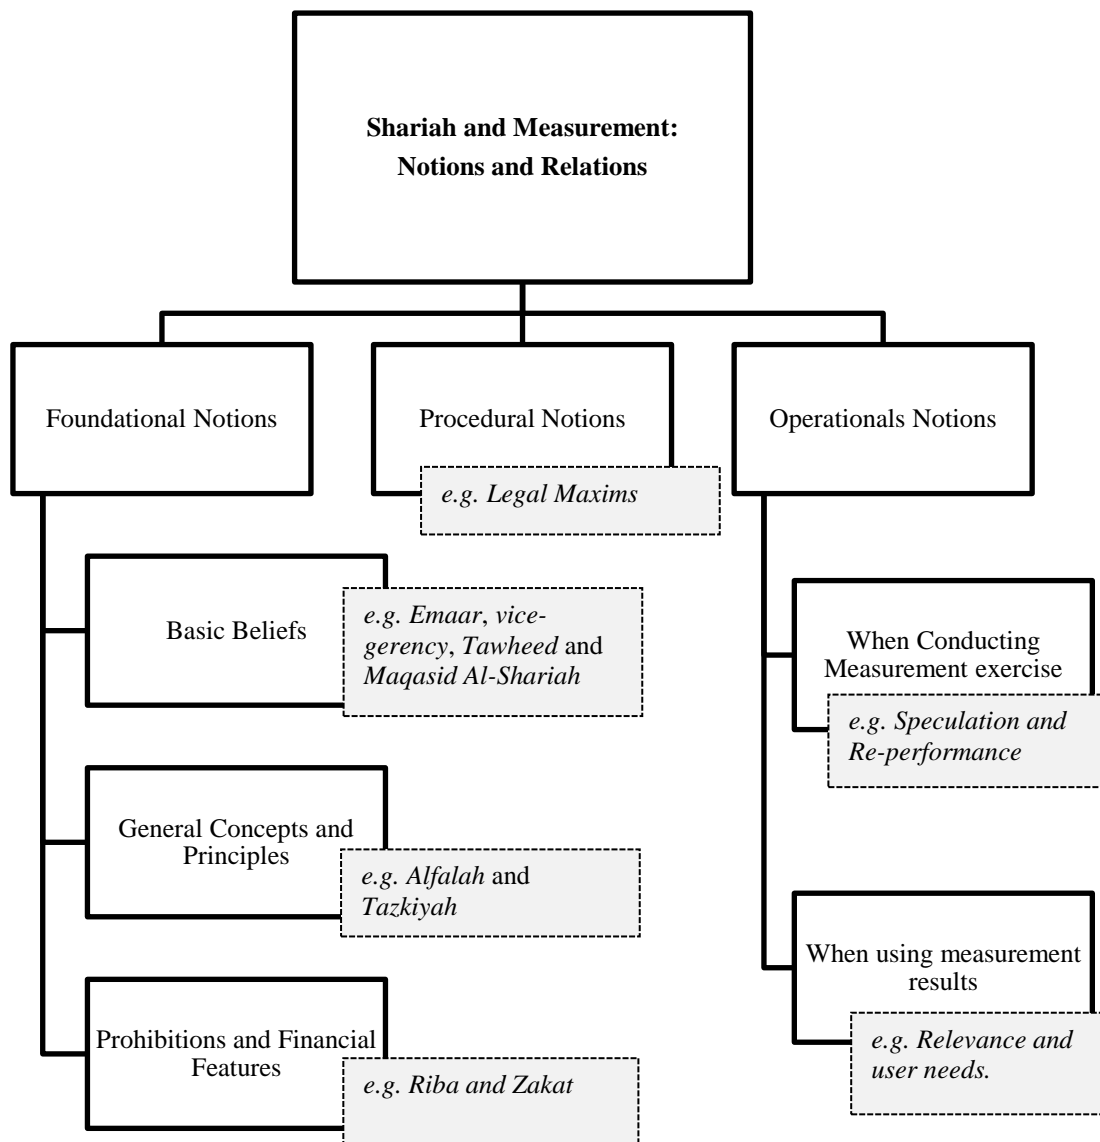 Shariah and Measurement:
Notions and Relations
Foundational Notions
Procedural Notions
Operationals Notions
e.g. Legal Maxims
Basic Beliefs
e.g. Emaar, vice-
gerency, Tawheed and
Maqasid Al-Shariah
When Conducting
Measurement exercise
e.g. Speculation and
Re-performance
General Concepts and
Principles
e.g. Alfalah and
Tazkiyah
When using measurement
results
e.g. Relevance and
user needs.
Prohibitions and Financial
Features
e.g. Riba and Zakat